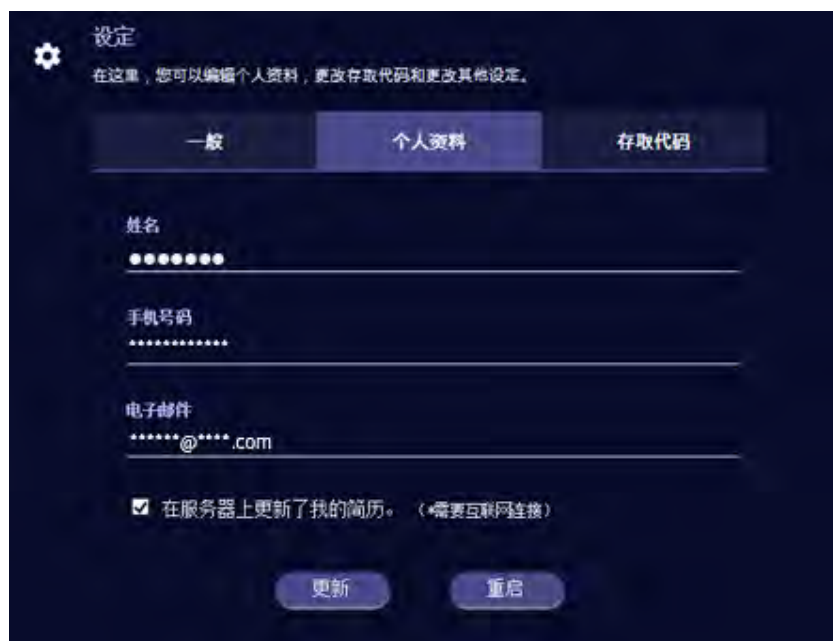 设定
在这里，您可以编辑个人资料，更改存取代码和更改其他设定。
一般 个人资料 存取代码
姓名
●●●●●●●
手机号码
************
电子邮件
******@****.com
在服务器上更新了我的简历。 （*需要互联网连接）
更新 重启